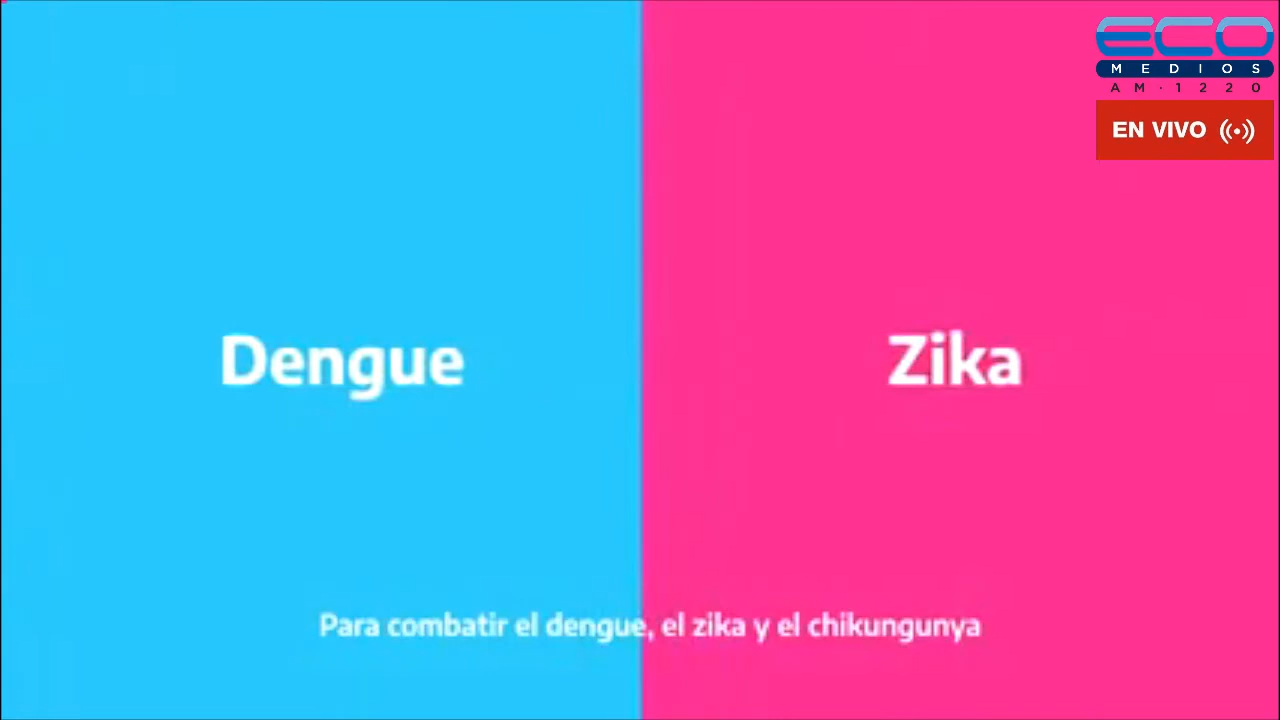 ECO
MEDIOS
AM·1220
EN VIVO
Dengue
Zika
Para combatir el dengue, el zika y el chikungunya